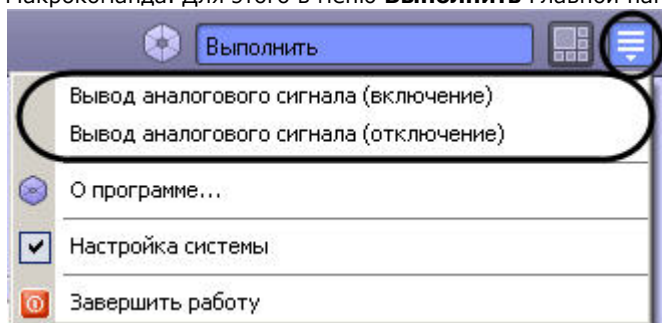 Макрокоманда. Для этого в меню Выполнить главной пан
Выполнить
Вывод аналогового сигнала (включение)
Вывод аналогового сигнала (отключение)
О программе...
Настройка системы
Завершить работу